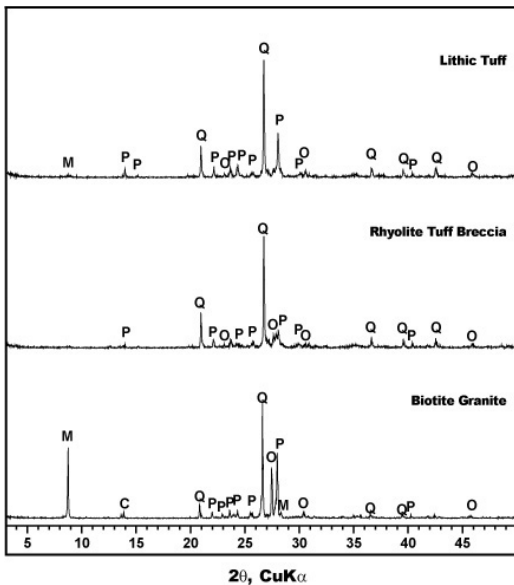 Q
Lithic Tuff
P
Q
M P P P O P P P P O Q Q P Q O
Rhyolite Tuff Breccia
Q
Q
P P O P P O P P O Q Q P Q O
Biotite Granite
Q
M
O P
C Q P P P P P M O Q Q P O
5 10 15 20 25 30 35 40 45
2θ, CuKα